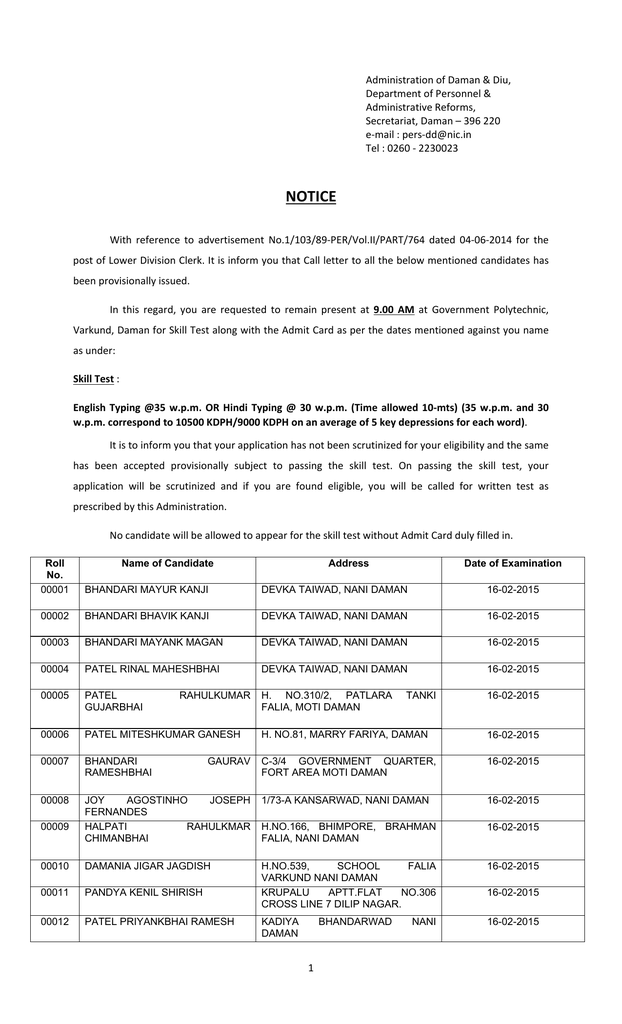 Administration of Daman & Diu,
Department of Personnel &
Administrative Reforms,
Secretariat, Daman – 396 220
e-mail : pers-dd@nic.in
Tel : 0260 - 2230023
NOTICE
With reference to advertisement No.1/103/89-PER/Vol.II/PART/764 dated 04-06-2014 for the
post of Lower Division Clerk. It is inform you that Call letter to all the below mentioned candidates has
been provisionally issued.
In this regard, you are requested to remain present at 9.00 AM at Government Polytechnic,
Varkund, Daman for Skill Test along with the Admit Card as per the dates mentioned against you name
as under:
Skill Test :
English Typing @35 w.p.m. OR Hindi Typing @ 30 w.p.m. (Time allowed 10-mts) (35 w.p.m. and 30
w.p.m. correspond to 10500 KDPH/9000 KDPH on an average of 5 key depressions for each word).
It is to inform you that your application has not been scrutinized for your eligibility and the same
has been accepted provisionally subject to passing the skill test. On passing the skill test, your
application will be scrutinized and if you are found eligible, you will be called for written test as
prescribed by this Administration.
No candidate will be allowed to appear for the skill test without Admit Card duly filled in.
Roll Name of Candidate Address Date of Examination
No.
00001 BHANDARI MAYUR KANJI DEVKA TAIWAD, NANI DAMAN 16-02-2015
00002 BHANDARI BHAVIK KANJI DEVKA TAIWAD, NANI DAMAN 16-02-2015
00003 BHANDARI MAYANK MAGAN DEVKA TAIWAD, NANI DAMAN 16-02-2015
00004 PATEL RINAL MAHESHBHAI DEVKA TAIWAD, NANI DAMAN 16-02-2015
00005 PATEL RAHULKUMAR H. NO.310/2, PATLARA TANKI 16-02-2015
GUJARBHAI FALIA, MOTI DAMAN
00006 PATEL MITESHKUMAR GANESH H. NO.81, MARRY FARIYA, DAMAN 16-02-2015
00007 BHANDARI GAURAV C-3/4 GOVERNMENT QUARTER, 16-02-2015
RAMESHBHAI FORT AREA MOTI DAMAN
00008 JOY AGOSTINHO JOSEPH 1/73-A KANSARWAD, NANI DAMAN 16-02-2015
FERNANDES
00009 HALPATI RAHULKMAR H.NO.166, BHIMPORE, BRAHMAN 16-02-2015
CHIMANBHAI FALIA, NANI DAMAN
00010 DAMANIA JIGAR JAGDISH H.NO.539, SCHOOL FALIA 16-02-2015
VARKUND NANI DAMAN
00011 PANDYA KENIL SHIRISH KRUPALU APTT.FLAT NO.306 16-02-2015
CROSS LINE 7 DILIP NAGAR.
00012 PATEL PRIYANKBHAI RAMESH KADIYA BHANDARWAD NANI 16-02-2015
DAMAN
1